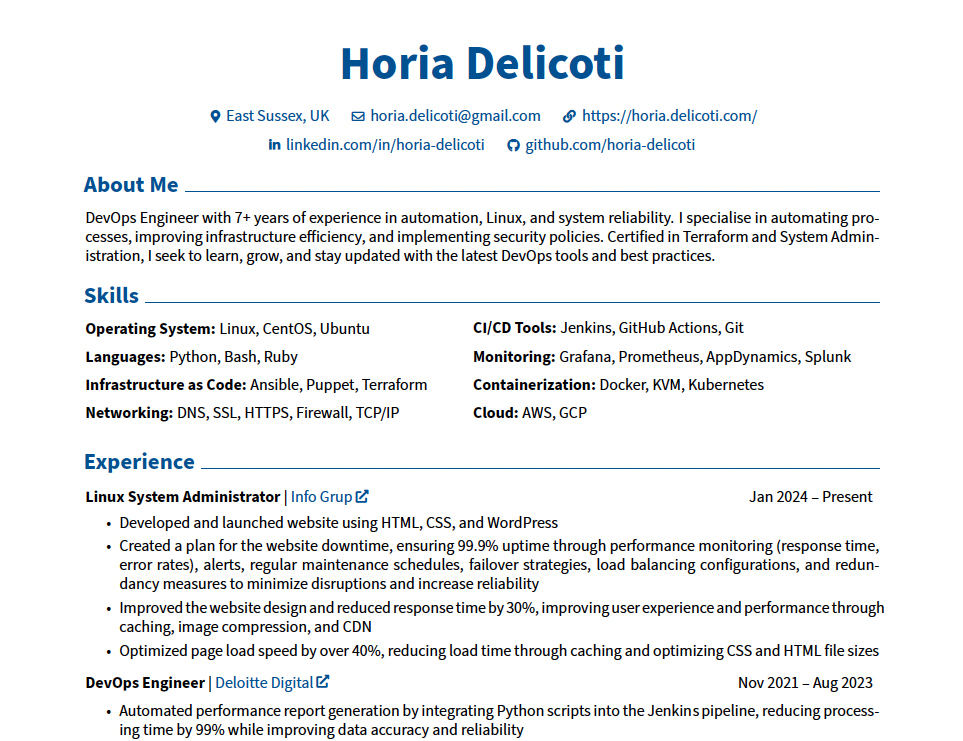 Horia Delicoti
East Sussex, UK horia.delicoti@gmail.com https://horia.delicoti.com/
linkedin.com/in/horia-delicoti github.com/horia-delicoti
About Me
DevOps Engineer with 7+ years of experience in automation, Linux, and system reliability. I specialise in automating pro-
cesses, improving infrastructure efficiency, and implementing security policies. Certified in Terraform and System Admin-
istration, I seek to learn, grow, and stay updated with the latest DevOps tools and best practices.
Skills
Operating System: Linux, CentOS, Ubuntu
Languages: Python, Bash, Ruby
Infrastructure as Code: Ansible, Puppet, Terraform
Networking: DNS, SSL, HTTPS, Firewall, TCP/IP
CI/CD Tools: Jenkins, GitHub Actions, Git
Monitoring: Grafana, Prometheus, AppDynamics, Splunk
Containerization: Docker, KVM, Kubernetes
Cloud: AWS, GCP
Experience
Linux System Administrator | Info Grup Jan 2024 – Present
• Developed and launched website using HTML, CSS, and WordPress
• Created a plan for the website downtime, ensuring 99.9% uptime through performance monitoring (response time,
error rates), alerts, regular maintenance schedules, failover strategies, load balancing configurations, and redun-
dancy measures to minimize disruptions and increase reliability
• Improved the website design and reduced response time by 30%, improving user experience and performance through
caching, image compression, and CDN
• Optimized page load speed by over 40%, reducing load time through caching and optimizing CSS and HTML file sizes
DevOps Engineer | Deloitte Digital Nov 2021 – Aug 2023
• Automated performance report generation by integrating Python scripts into the Jenkins pipeline, reducing process-
ing time by 99% while improving data accuracy and reliability